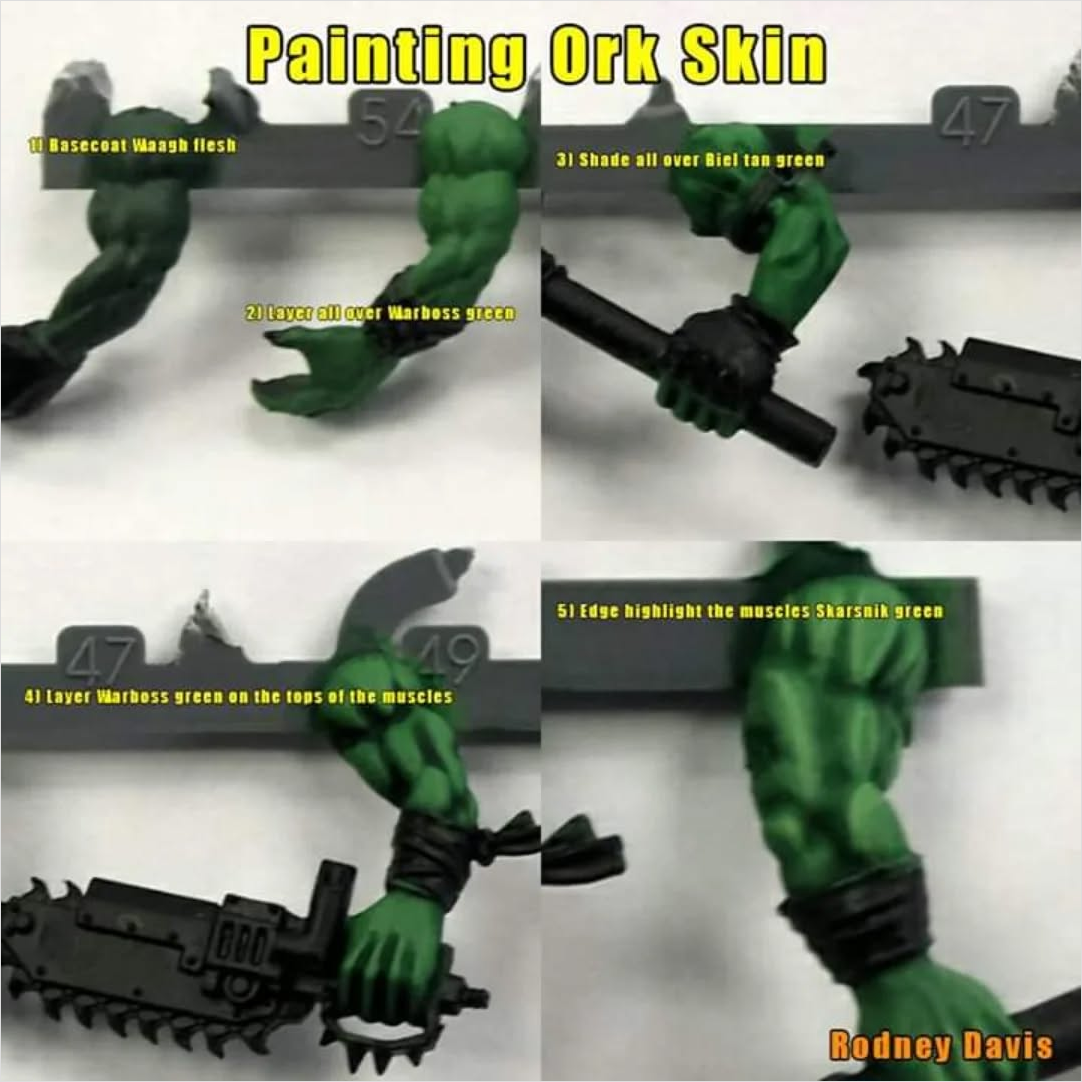 Painting Ork Skin
54
1) Basecoat Waagh flesh
2) Layer all over Warboss green
47
3) Shade all over Biel tan green
47
49
4) Layer Warboss green on the tops of the muscles
5) Edge highlight the muscles Skarsnik green
Rodney Davis